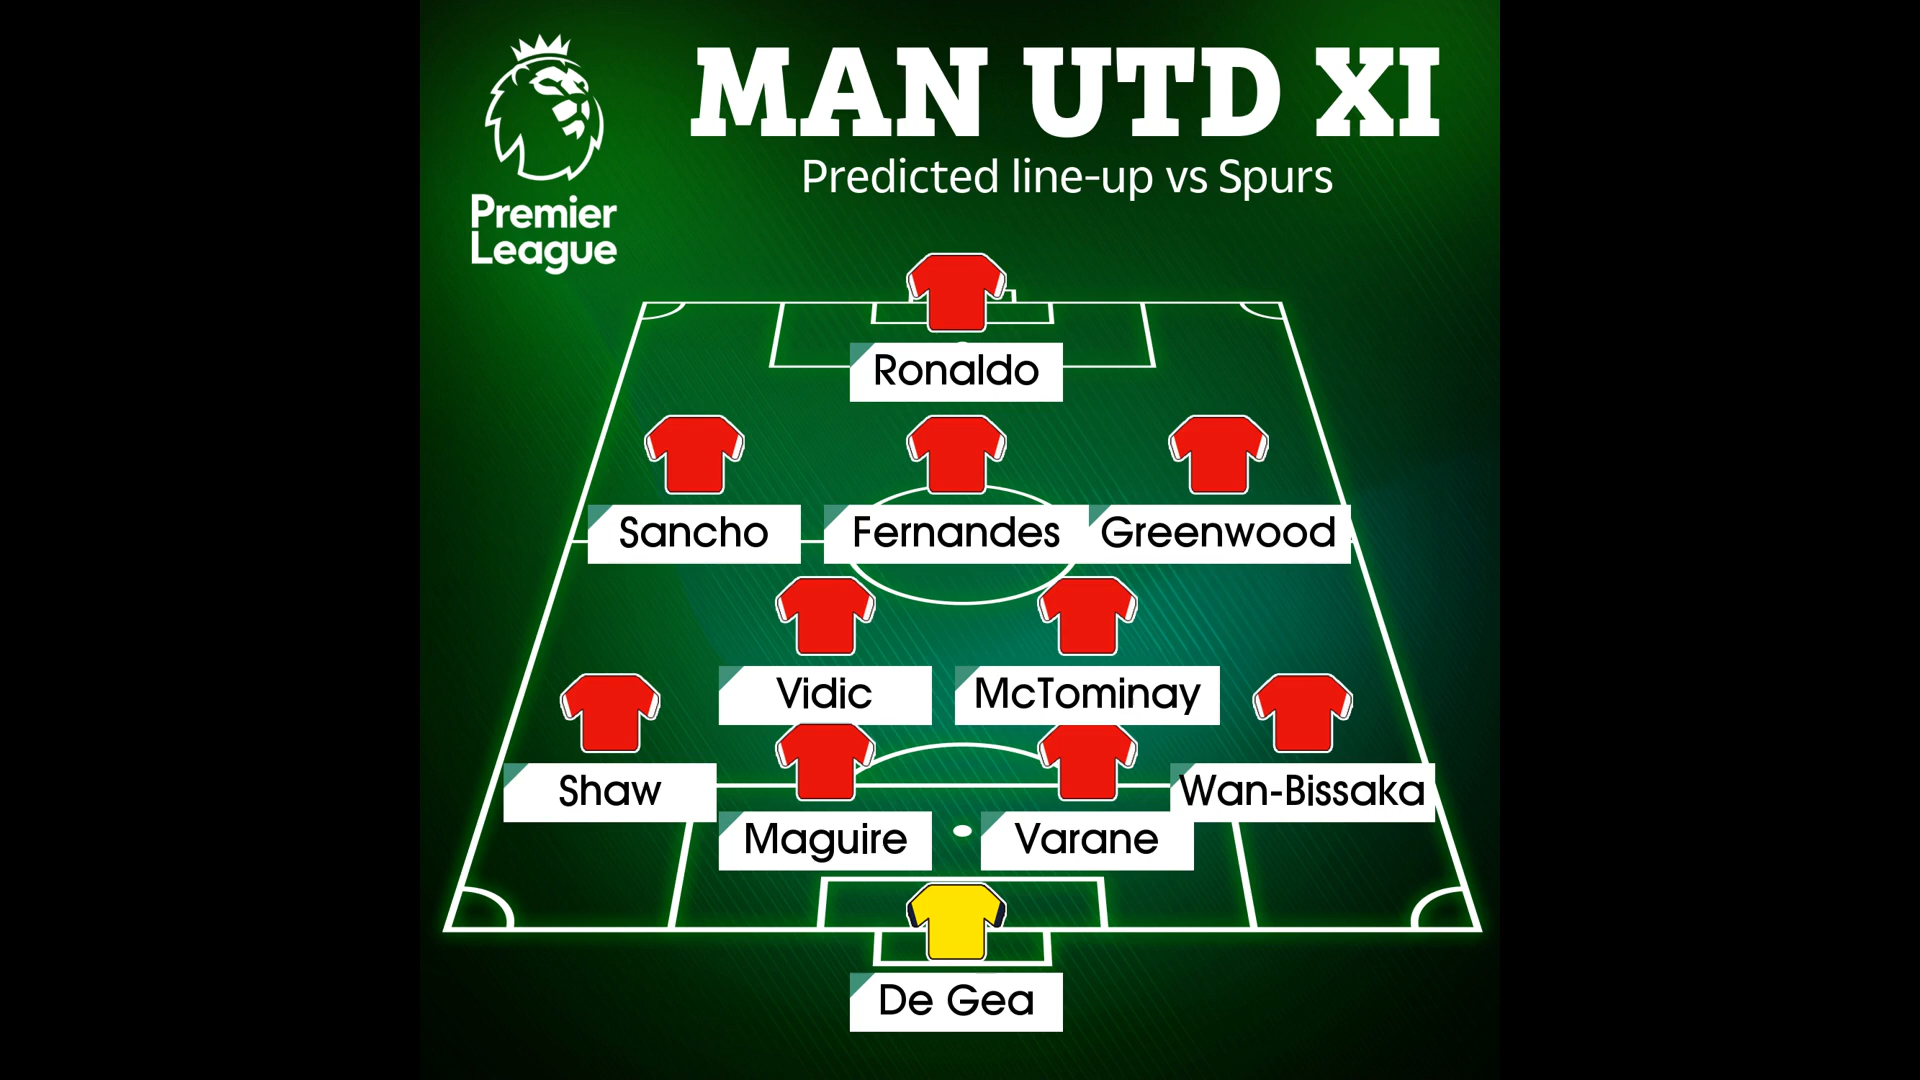 MAN UTD XI
Predicted line-up vs Spurs
Premier
League
Ronaldo
Sancho
Fernandes
Greenwood
Vidic
McTominay
Shaw
Wan-Bissaka
Maguire
Varane
De Gea